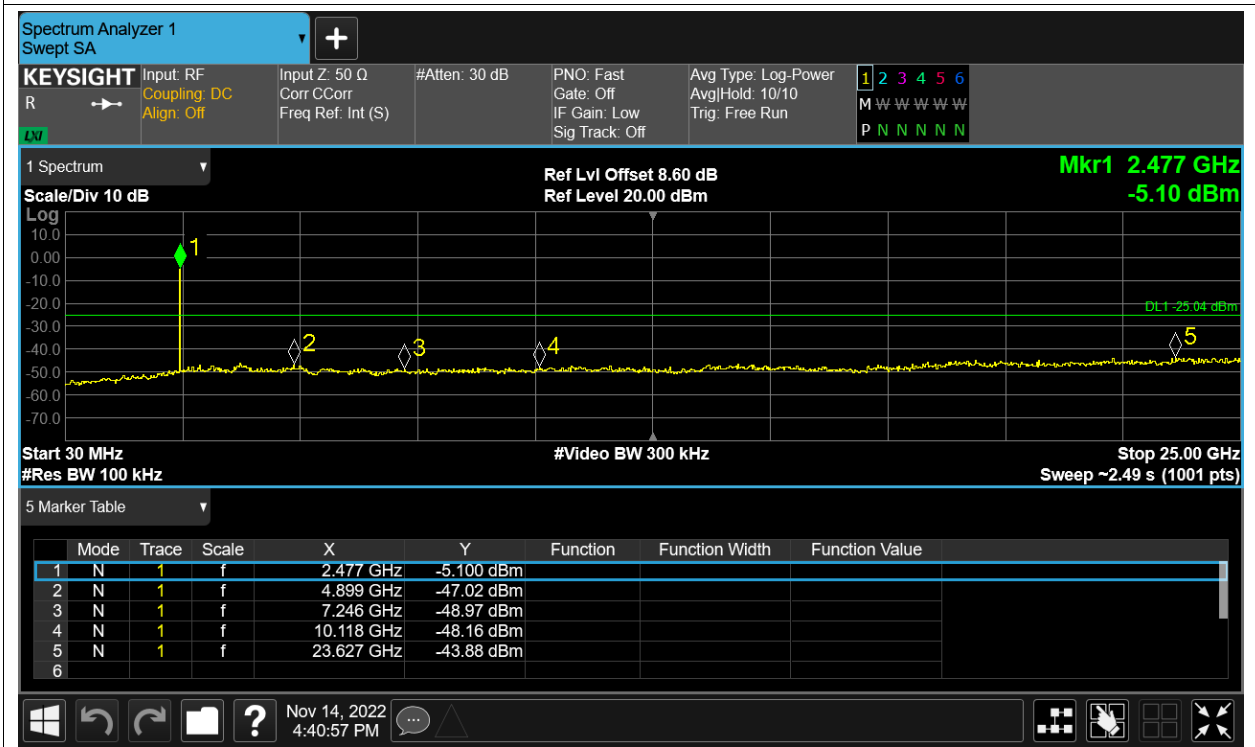 Spectrum Analyzer 1
Swept SA
KEYSIGHT Input: RF Input Z: 50 Ω #Atten: 30 dB PNO: Fast Avg Type: Log-Power 1 2 3 4 5 6
R Coupling: DC Corr CCorr Gate: Off Avg|Hold: 10/10 M W W W W W W
Align: Off Freq Ref: Int (S) IF Gain: Low Trig: Free Run
LXI Sig Track: Off P N N N N N N
1 Spectrum Ref Lvl Offset 8.60 dB Mkr1 2.477 GHz
Scale/Div 10 dB Ref Level 20.00 dBm -5.10 dBm
Log
10.0
1
0.00
-10.0
-20.0
DL1 -25.04 dBm
-30.0
2 3 4 5
-40.0
-50.0
-60.0
-70.0
Start 30 MHz #Video BW 300 kHz Stop 25.00 GHz
#Res BW 100 kHz Sweep ~2.49 s (1001 pts)
5 Marker Table
Mode Trace Scale X Y Function Function Width Function Value
1 N 1 f 2.477 GHz -5.100 dBm
2 N 1 f 4.899 GHz -47.02 dBm
3 N 1 f 7.246 GHz -48.97 dBm
4 N 1 f 10.118 GHz -48.16 dBm
5 N 1 f 23.627 GHz -43.88 dBm
6
? Nov 14, 2022
4:40:57 PM